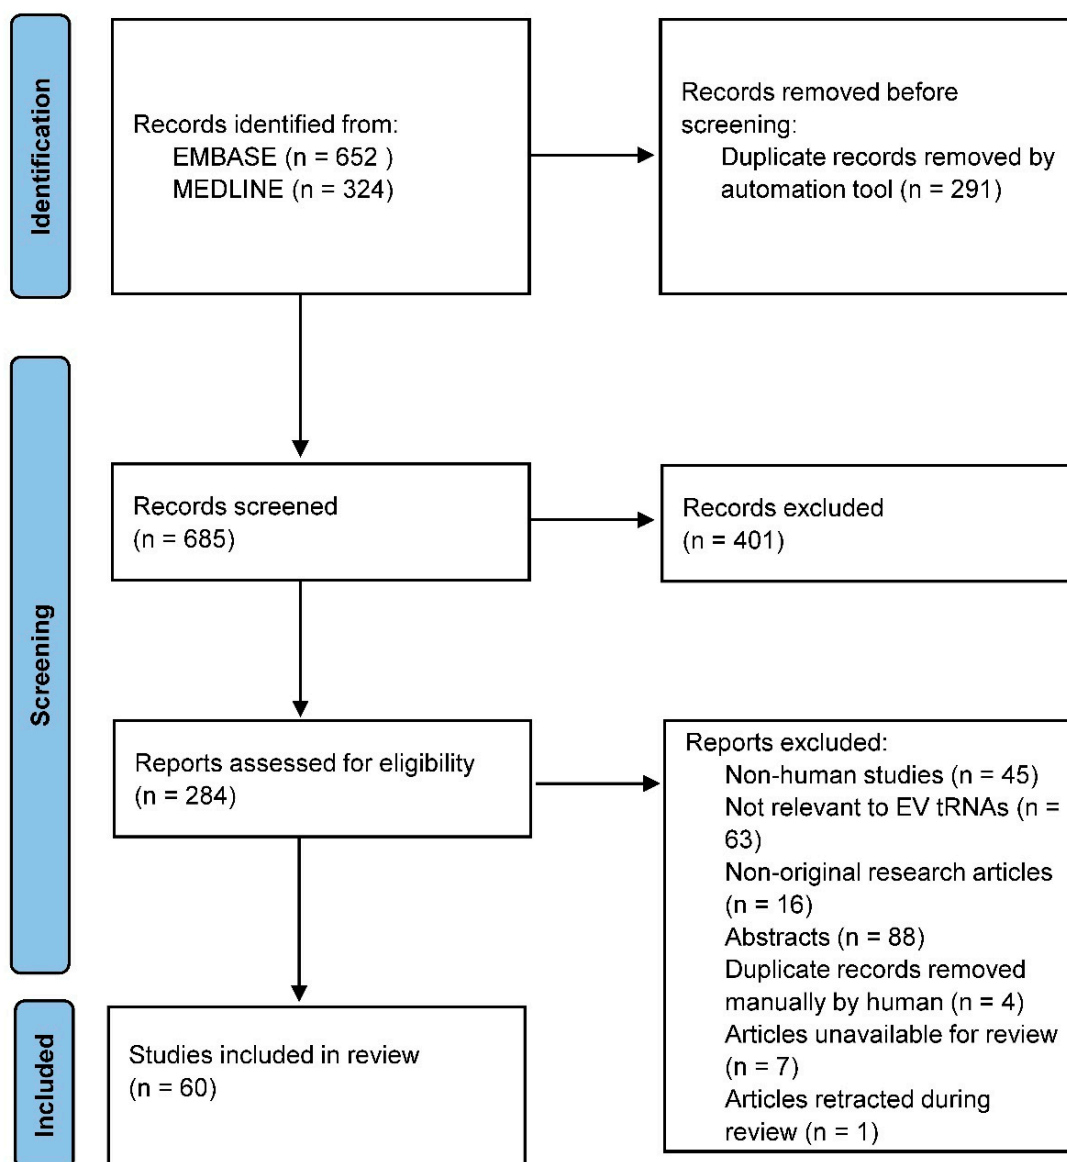 Identification
Records identified from:
EMBASE (n = 652 )
MEDLINE (n = 324)
Records removed before
screening:
Duplicate records removed by
automation tool (n = 291)
Screening
Records screened
(n = 685)
Records excluded
(n = 401)
Reports assessed for eligibility
(n = 284)
Reports excluded:
Non-human studies (n = 45)
Not relevant to EV tRNAs (n =
63)
Non-original research articles
(n = 16)
Abstracts (n = 88)
Duplicate records removed
manually by human (n = 4)
Articles unavailable for review
(n = 7)
Articles retracted during
review (n = 1)
Included
Studies included in review
(n = 60)